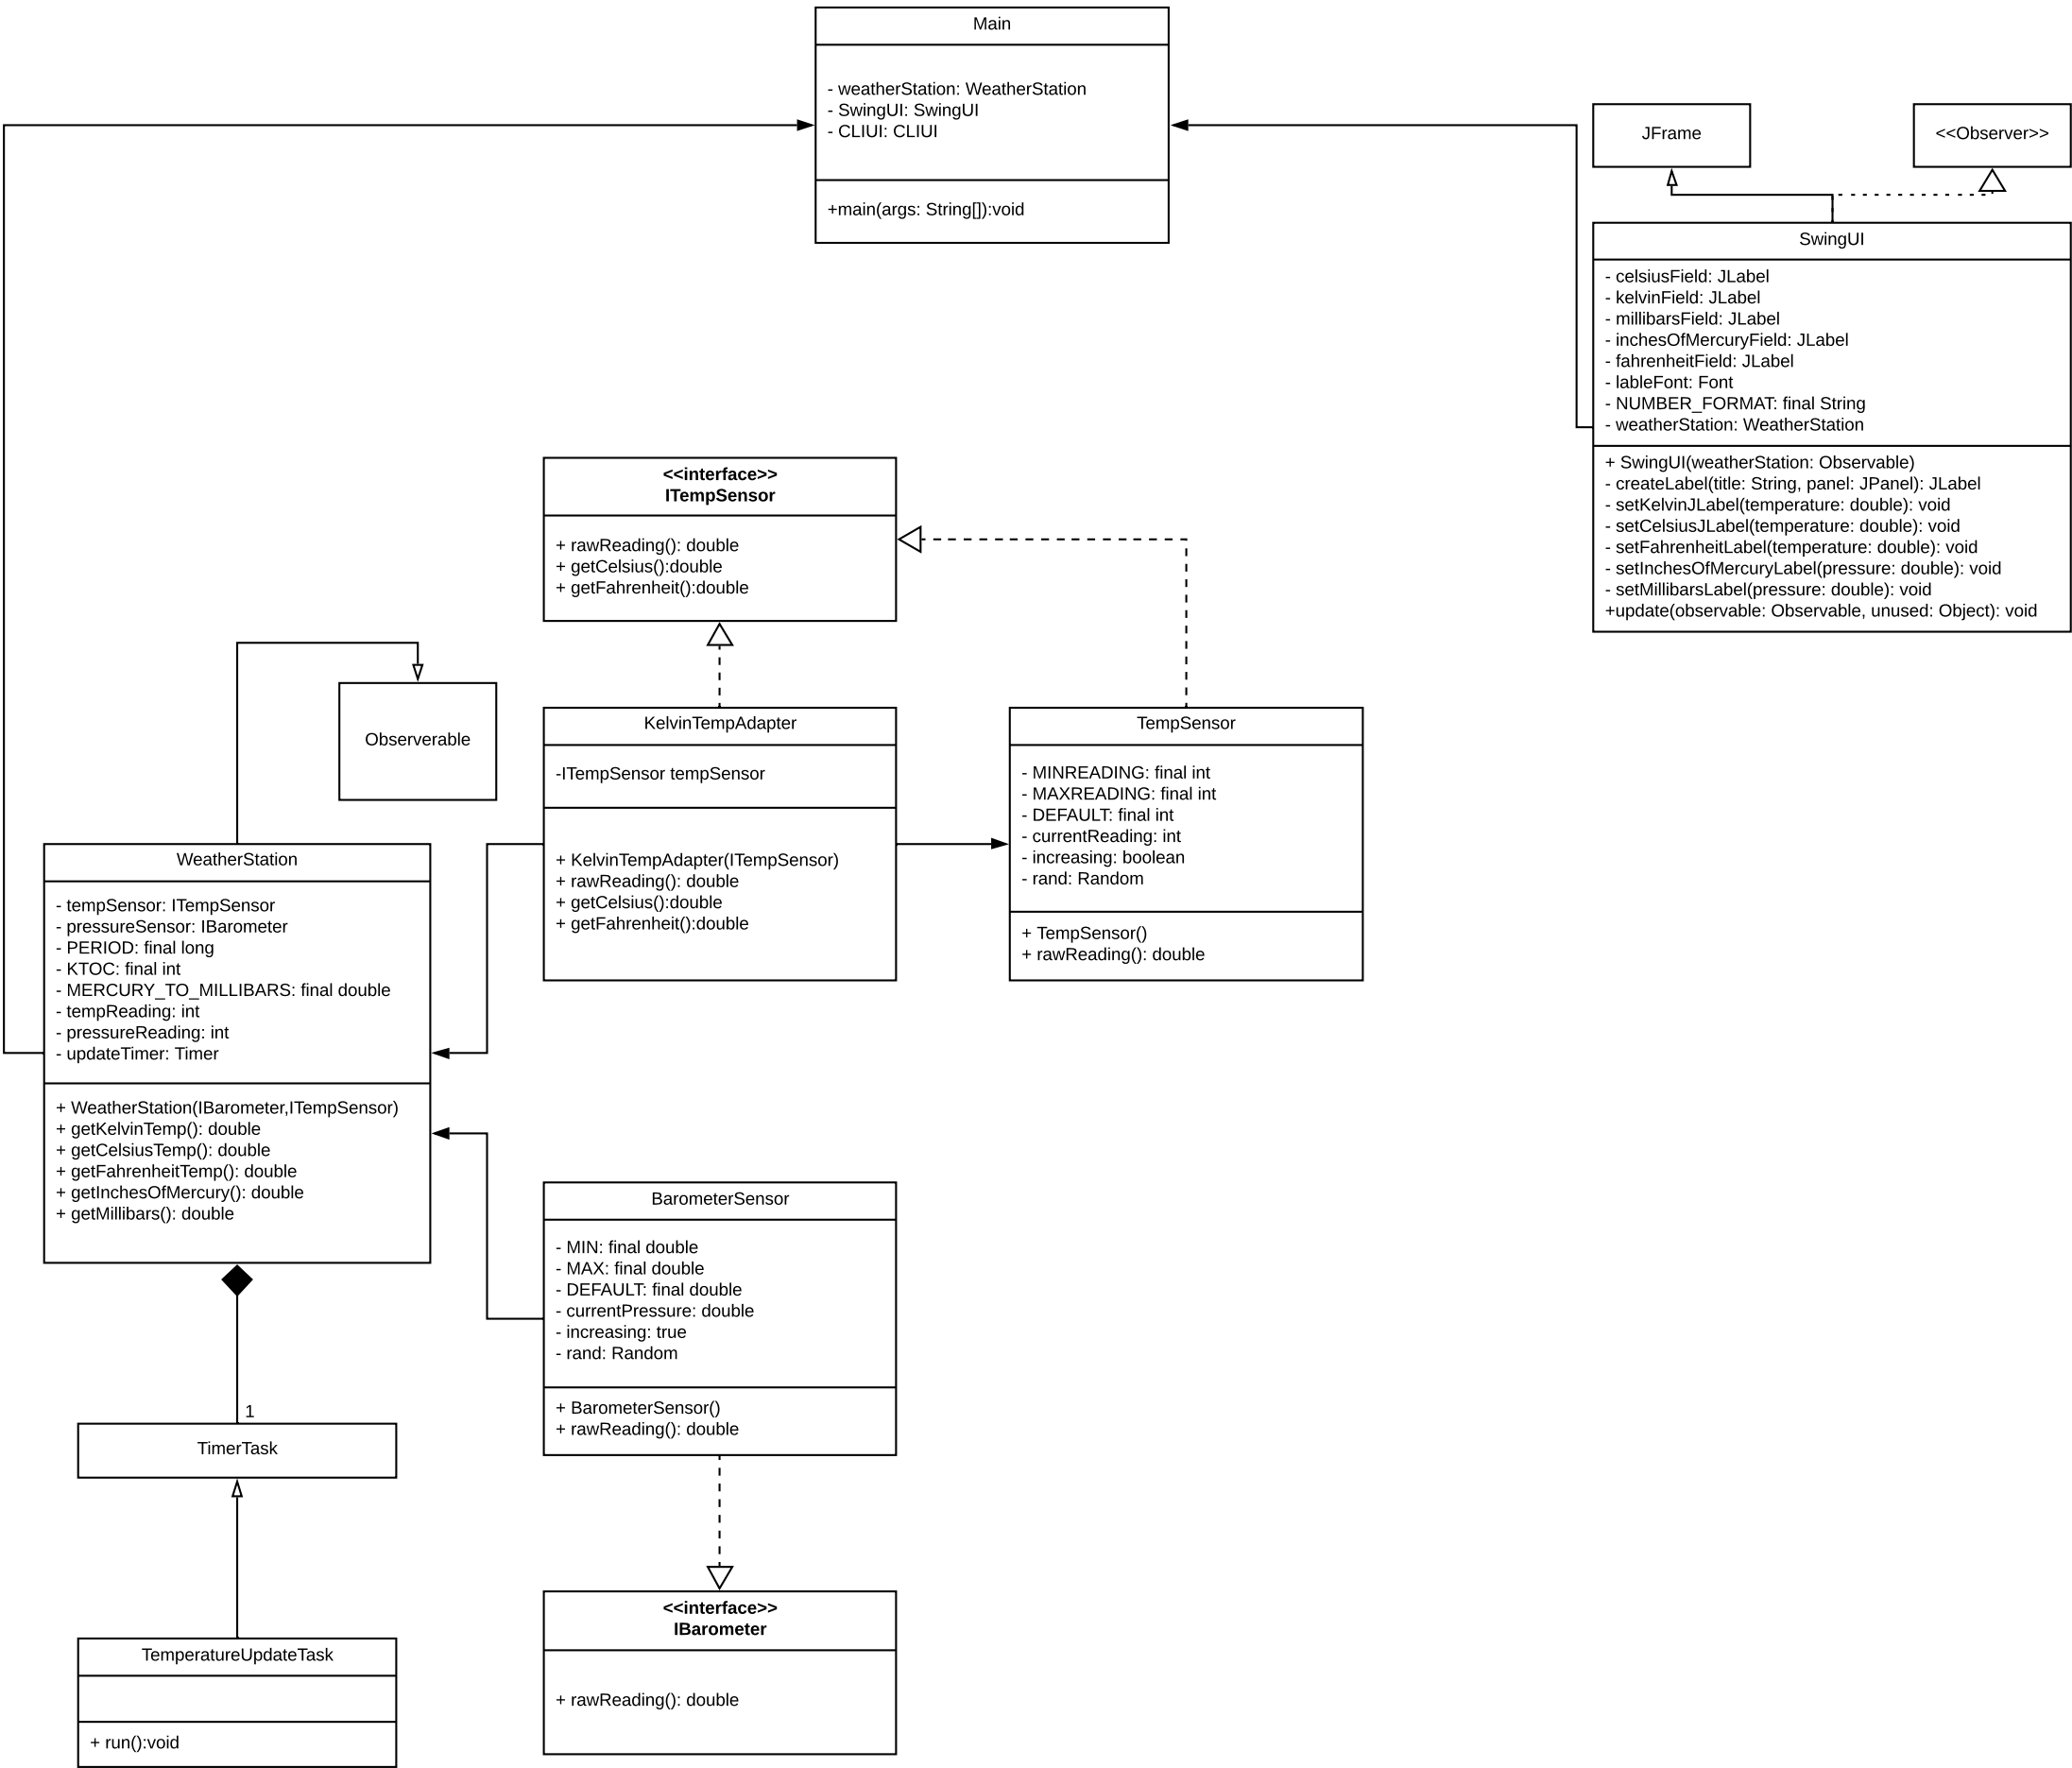 Main
- weatherStation: WeatherStation
- SwingUI: SwingUI
- CLIUI: CLIUI
+main(args: String[]):void
JFrame
<<Observer>>
SwingUI
- celsiusField: JLabel
- kelvinField: JLabel
- millibarsField: JLabel
- inchesOfMercuryField: JLabel
- fahrenheitField: JLabel
- lableFont: Font
- NUMBER_FORMAT: final String
- weatherStation: WeatherStation
+ SwingUI(weatherStation: Observable)
- createLabel(title: String, panel: JPanel): JLabel
- setKelvinJLabel(temperature: double): void
- setCelsiusJLabel(temperature: double): void
- setFahrenheitLabel(temperature: double): void
- setInchesOfMercuryLabel(pressure: double): void
- setMillibarsLabel(pressure: double): void
+update(observable: Observable, unused: Object): void
<<interface>>
ITempSensor
+ rawReading(): double
+ getCelsius():double
+ getFahrenheit():double
Observerable
KelvinTempAdapter
-ITempSensor tempSensor
+ KelvinTempAdapter(ITempSensor)
+ rawReading(): double
+ getCelsius():double
+ getFahrenheit():double
TempSensor
- MINREADING: final int
- MAXREADING: final int
- DEFAULT: final int
- currentReading: int
- increasing: boolean
- rand: Random
+ TempSensor()
+ rawReading(): double
WeatherStation
- tempSensor: ITempSensor
- pressureSensor: IBarometer
- PERIOD: final long
- KTOC: final int
- MERCURY_TO_MILLIBARS: final double
- tempReading: int
- pressureReading: int
- updateTimer: Timer
+ WeatherStation(IBarometer,ITempSensor)
+ getKelvinTemp(): double
+ getCelsiusTemp(): double
+ getFahrenheitTemp(): double
+ getInchesOfMercury(): double
+ getMillibars(): double
BarometerSensor
- MIN: final double
- MAX: final double
- DEFAULT: final double
- currentPressure: double
- increasing: true
- rand: Random
+ BarometerSensor()
+ rawReading(): double
1
TimerTask
<<interface>>
IBarometer
+ rawReading(): double
TemperatureUpdateTask
+ run():void